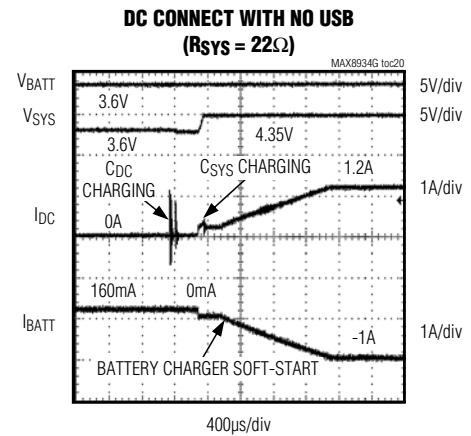 DC CONNECT WITH NO USB
(RSYS = 22Ω)
MAX8934G toc20
VBATT
5V/div
3.6V
VSYS
5V/div
3.6V
4.35V
CDC
CHARGING
CSYS CHARGING
1.2A
1A/div
IDC
0A
160mA
0mA
IBATT
-1A
1A/div
BATTERY CHARGER SOFT-START
400µs/div